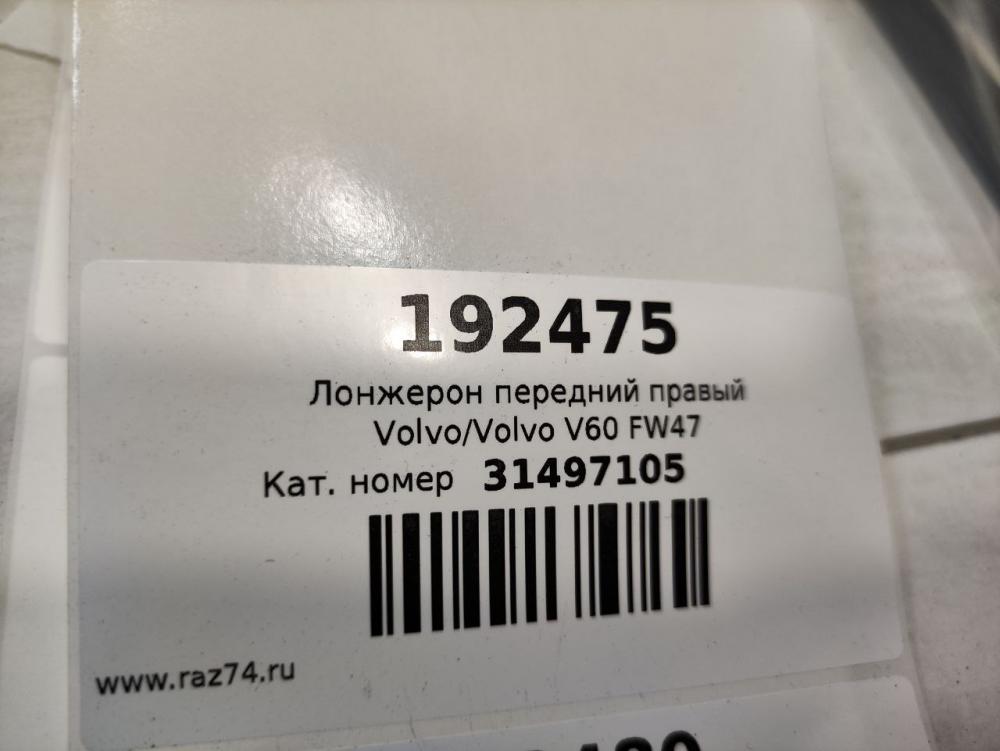 192475
Лонжерон передний правый
Volvo/Volvo V60 FW47
Кат. номер 31497105
www.raz74.ru